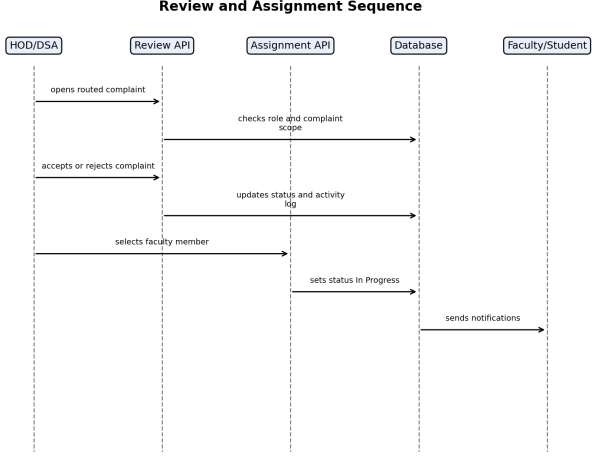 Review and Assignment Sequence
HOD/DSA
Review API
Assignment API
Database
Faculty/Student
opens routed complaint
checks role and complaint
scope
accepts or rejects complaint
updates status and activity
log
selects faculty member
sets status In Progress
sends notifications